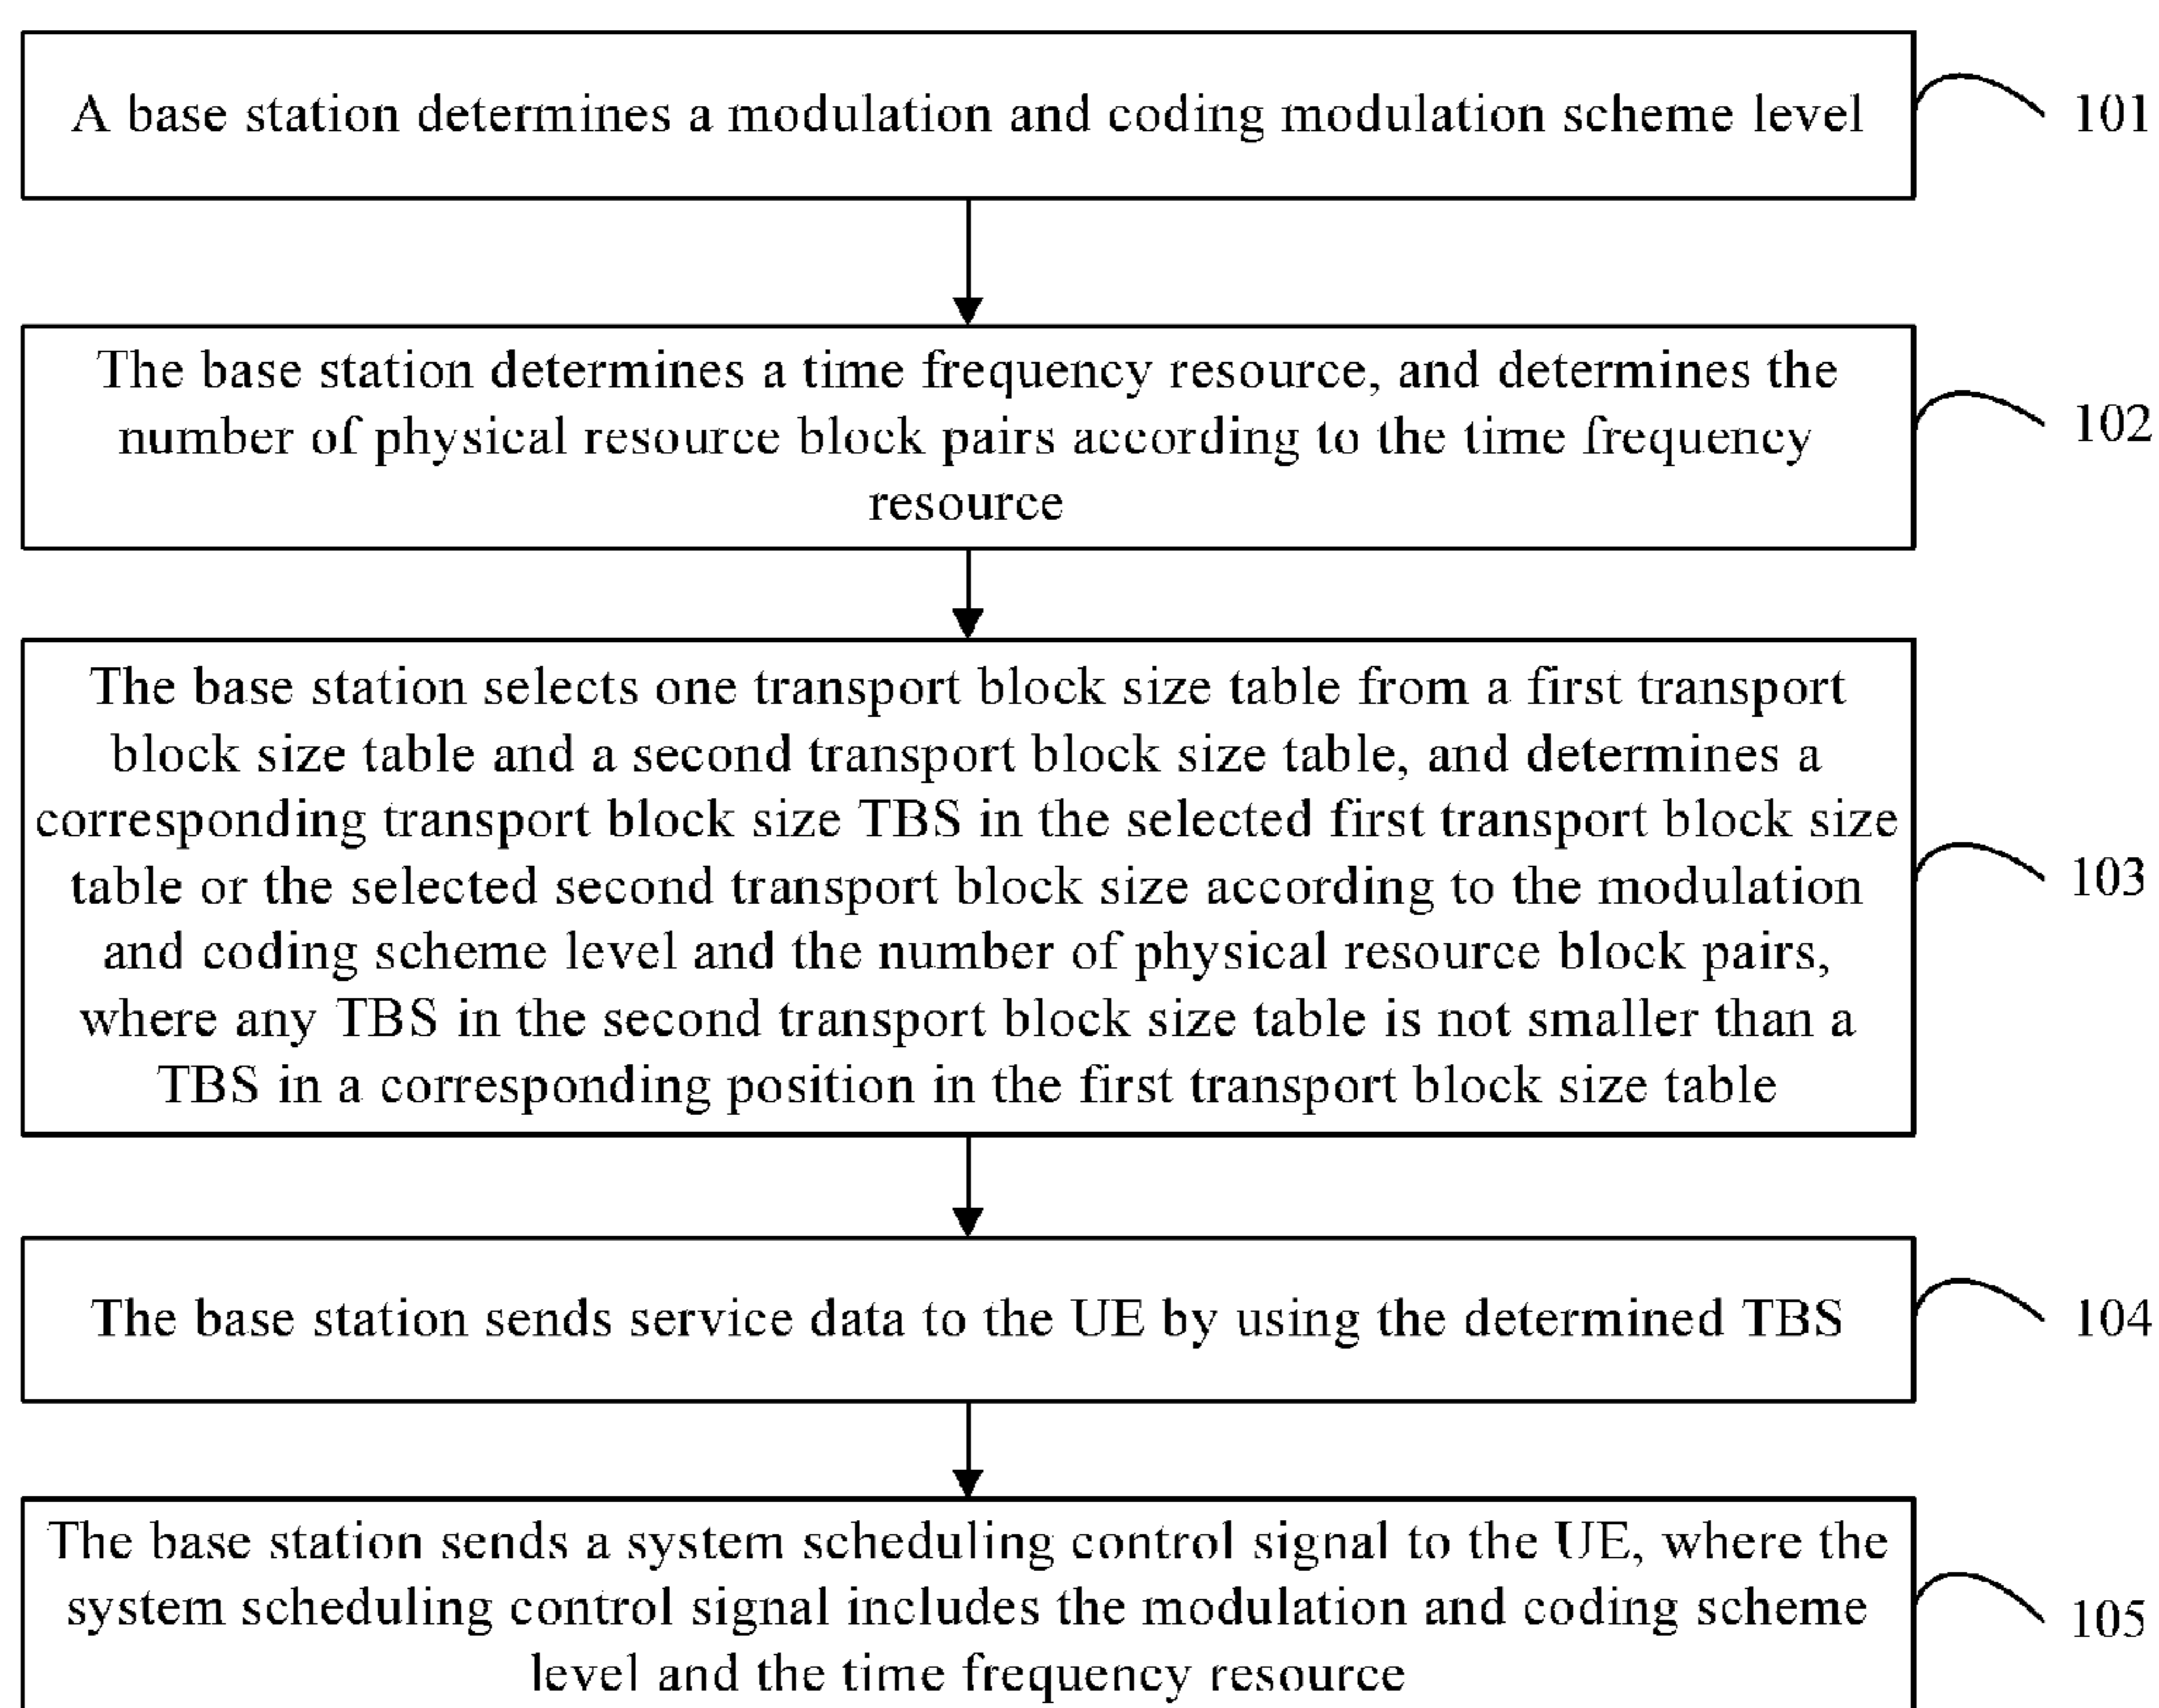 A base station determines a modulation and coding modulation scheme level
101
The base station determines a time frequency resource, and determines the
number of physical resource block pairs according to the time frequency
resource
102
The base station selects one transport block size table from a first transport
block size table and a second transport block size table, and determines a
corresponding transport block size TBS in the selected first transport block size
table or the selected second transport block size according to the modulation
and coding scheme level and the number of physical resource block pairs,
where any TBS in the second transport block size table is not smaller than a
TBS in a corresponding position in the first transport block size table
103
The base station sends service data to the UE by using the determined TBS
104
The base station sends a system scheduling control signal to the UE, where the
system scheduling control signal includes the modulation and coding scheme
level and the time frequency resource
105